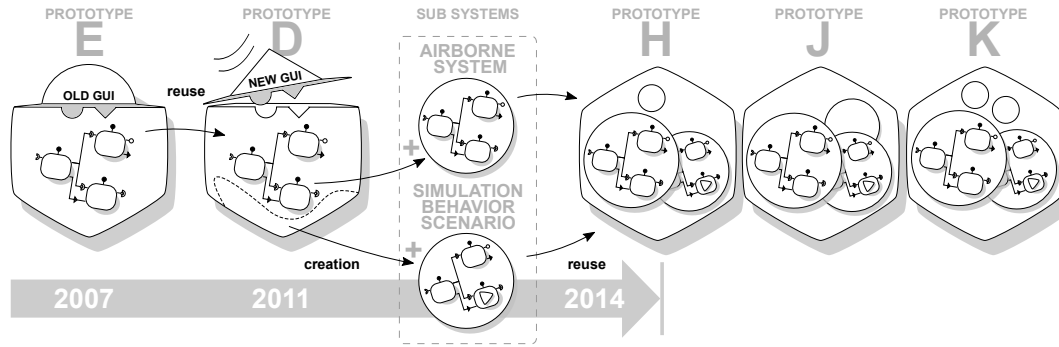 PROTOTYPE
E
PROTOTYPE
D
SUB SYSTEMS
PROTOTYPE
H
PROTOTYPE
J
PROTOTYPE
K
OLD GUI
reuse
NEW GUI
AIRBORNE
SYSTEM
+
SIMULATION
BEHAVIOR
SCENARIO
+
creation
reuse
2007
2011
2014